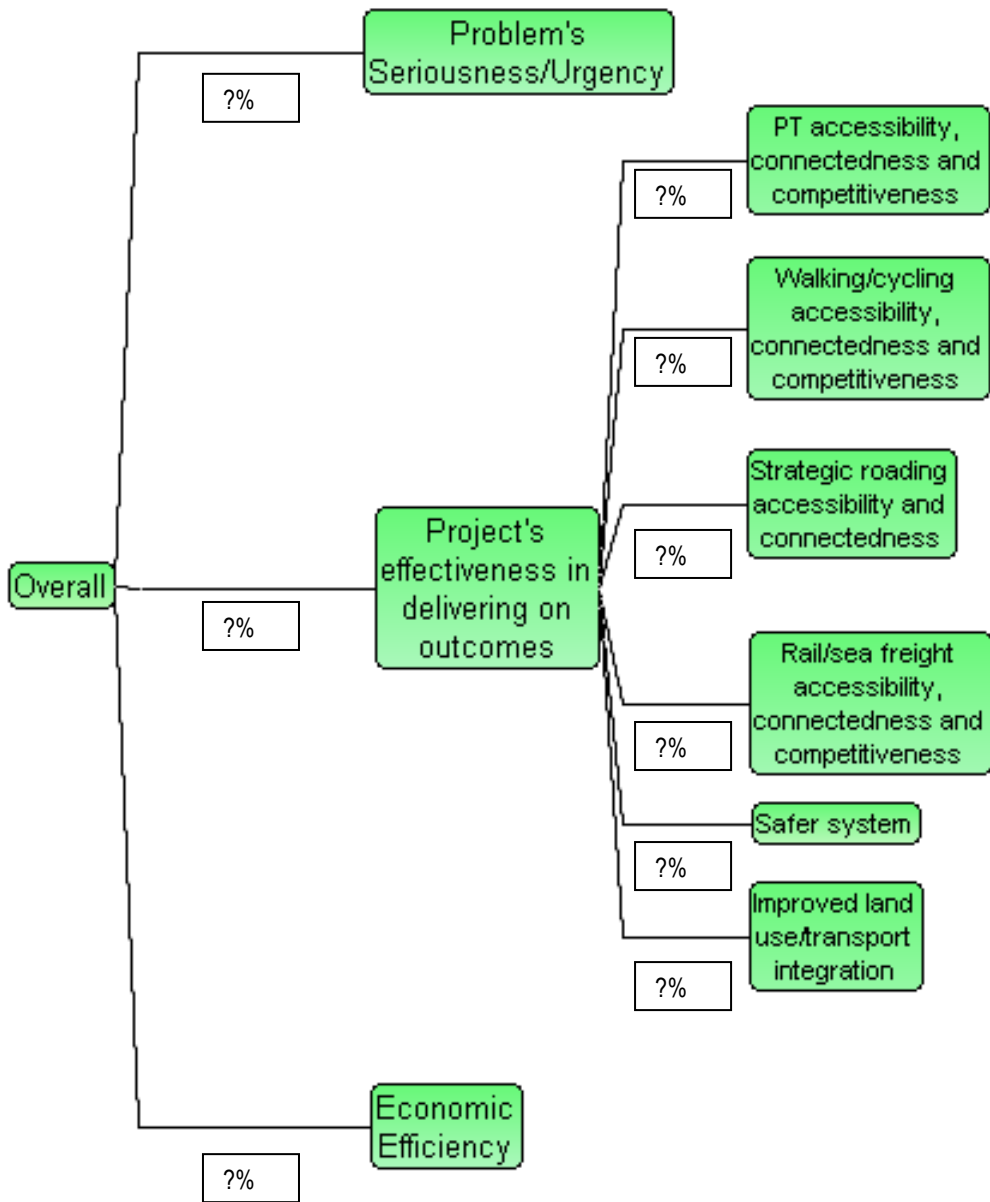 Problem's
Seriousness/Urgency
?%
PT accessibility,
connectedness and
competitiveness
?%
Walking/cycling
accessibility,
connectedness and
competitiveness
?%
Strategic roading
accessibility and
connectedness
?%
Overall
Project's
effectiveness in
delivering on
outcomes
?%
Rail/sea freight
accessibility,
connectedness and
competitiveness
?%
Safer system
?%
Improved land
use/transport
integration
?%
Economic
Efficiency
?%